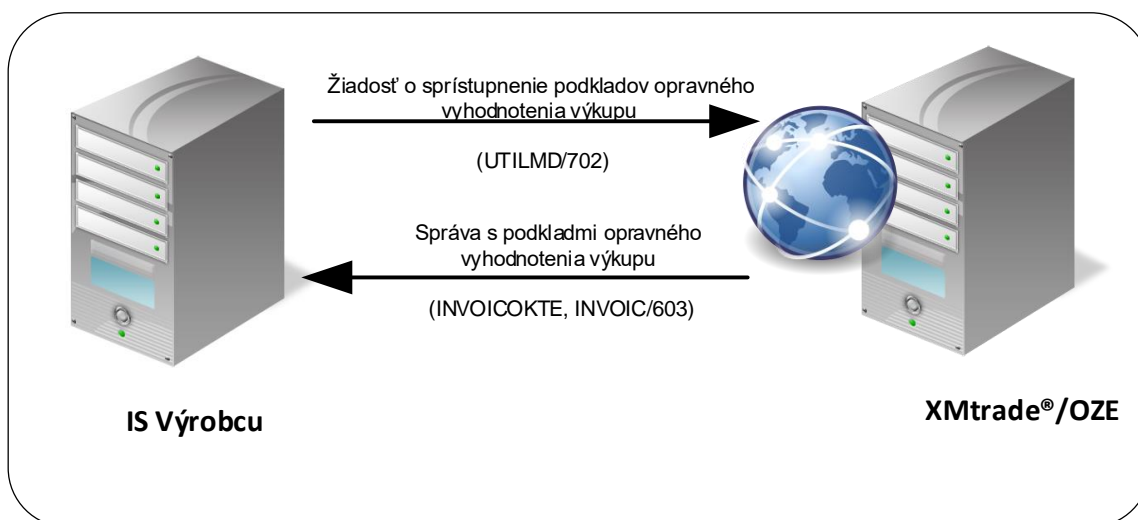 Žiadosť o sprístupnenie podkladov opravného
vyhodnotenia výkupu
(UTILMD/702)
Správa s podkladmi opravného
vyhodnotenia výkupu
(INVOICOKTE, INVOIC/603)
IS Výrobcu
XMtrade®/OZE